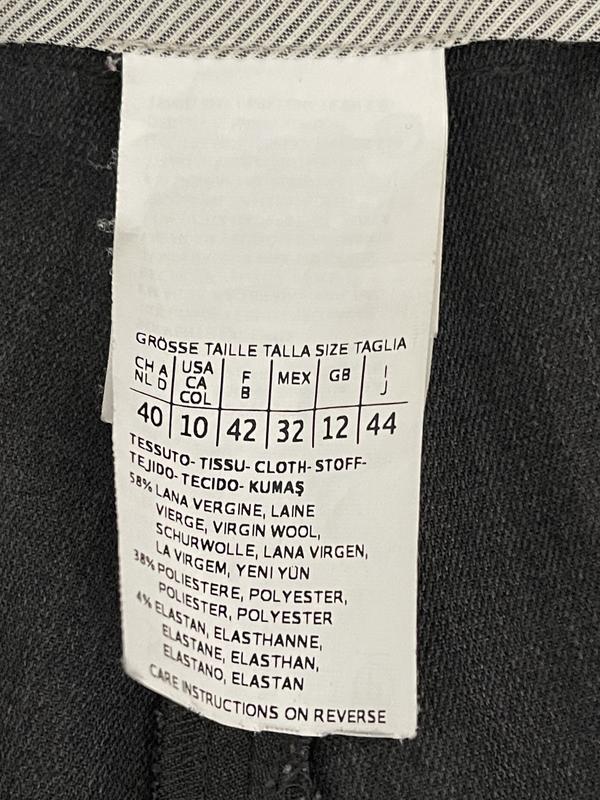 GRÖSSE TAILLE TALLA SIZE TAGLIA
CH A NL D USA CA COL F B MEX GB I J
40 10 42 32 12 44
TESSUTO- TISSU- CLOTH- STOFF-
TEJIDO- TECIDO- KUMAŞ
58% LANA VERGINE, LAINE
VIERGE, VIRGIN WOOL,
SCHURWOLLE, LANA VIRGEN,
LA VIRGEM, YENI YÜN
38% POLIESTERE, POLYESTER,
POLIESTER, POLYESTER
4% ELASTAN, ELASTHANNE,
ELASTANE, ELASTHAN,
ELASTANO, ELASTAN
CARE INSTRUCTIONS ON REVERSE